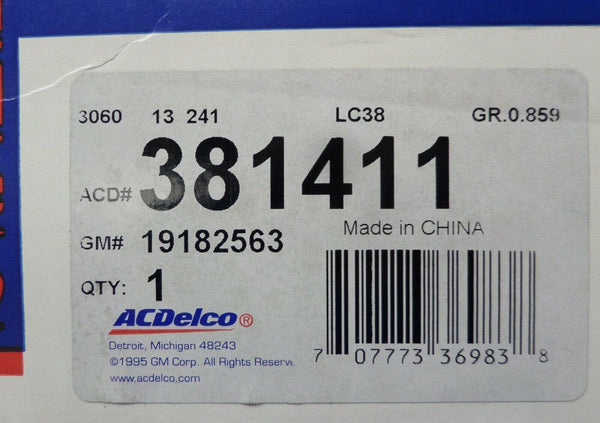 3060 13 241 LC38 GR.0.859
ACD# 381411
Made in CHINA
GM# 19182563
QTY: 1
ACDelco®
Detroit, Michigan 48243
©1995 GM Corp. All Rights Reserve
www.acdelco.com
7 07773 36983 8